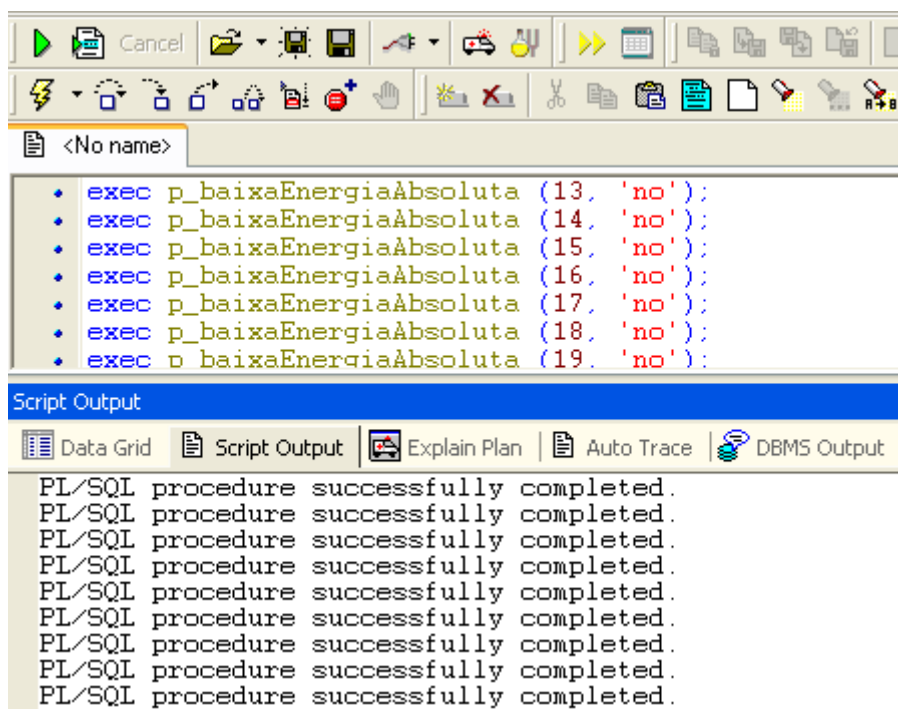 Cancel
<No name>
exec p_baixaEnergiaAbsoluta (13, 'no');
exec p_baixaEnergiaAbsoluta (14, 'no');
exec p_baixaEnergiaAbsoluta (15, 'no');
exec p_baixaEnergiaAbsoluta (16, 'no');
exec p_baixaEnergiaAbsoluta (17, 'no');
exec p_baixaEnergiaAbsoluta (18, 'no');
exec p_baixaEnergiaAbsoluta (19, 'no');
Script Output
Data Grid Script Output Explain Plan Auto Trace DBMS Output
PL/SQL procedure successfully completed.
PL/SQL procedure successfully completed.
PL/SQL procedure successfully completed.
PL/SQL procedure successfully completed.
PL/SQL procedure successfully completed.
PL/SQL procedure successfully completed.
PL/SQL procedure successfully completed.
PL/SQL procedure successfully completed.
PL/SQL procedure successfully completed.